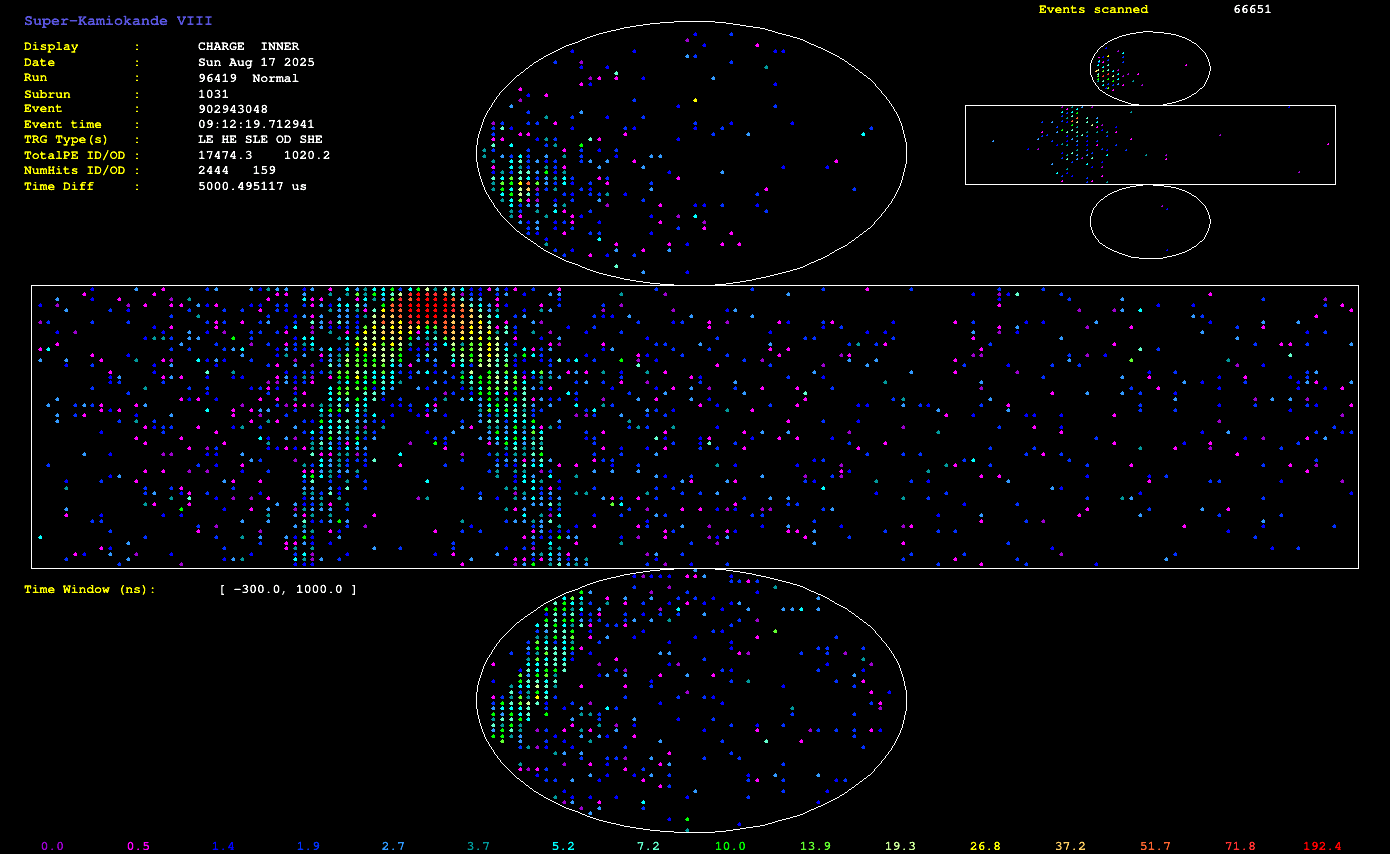 Super-Kamiokande VIII
Events scanned 66651
Display : CHARGE INNER
Date : Sun Aug 17 2025
Run : 96419 Normal
Subrun : 1031
Event : 902943048
Event time : 09:12:19.712941
TRG Type(s) : LE HE SLE OD SHE
TotalPE ID/OD : 17474.3 1020.2
NumHits ID/OD : 2444 159
Time Diff : 5000.495117 us
Time Window (ns): [ -300.0, 1000.0 ]
0.0 0.5 1.4 1.9 2.7 3.7 5.2 7.2 10.0 13.9 19.3 26.8 37.2 51.7 71.8 192.4